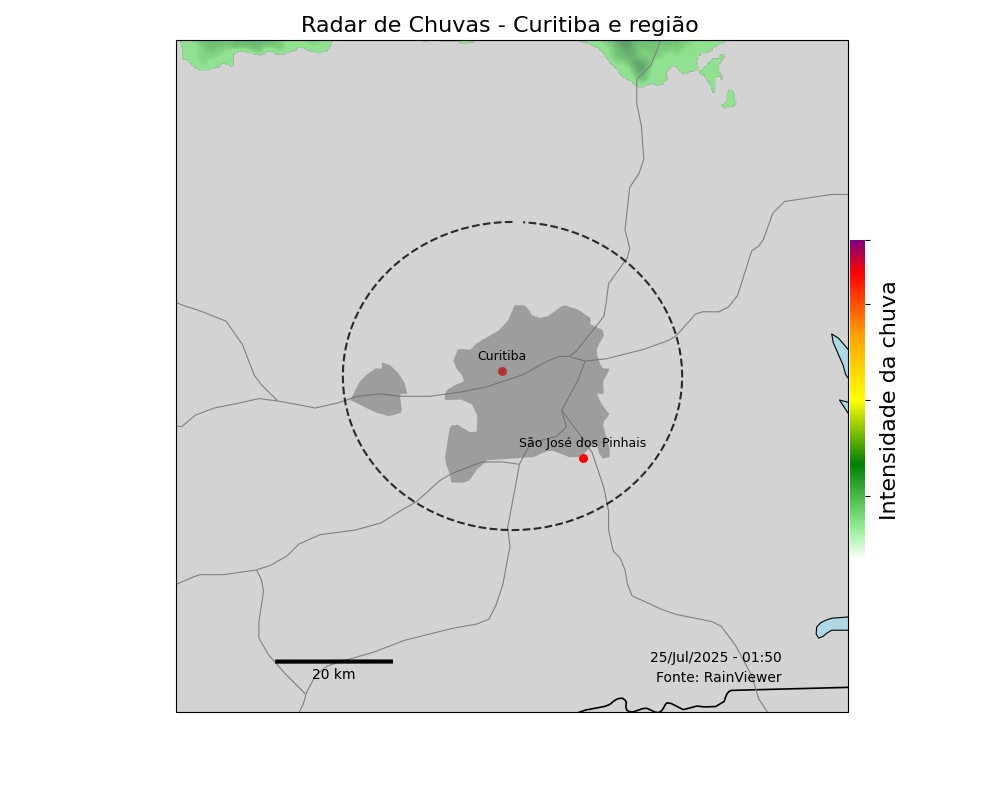 Radar de Chuvas - Curitiba e região
Curitiba
São José dos Pinhais
Intensidade da chuva
20 km
25/Jul/2025 - 01:50
Fonte: RainViewer